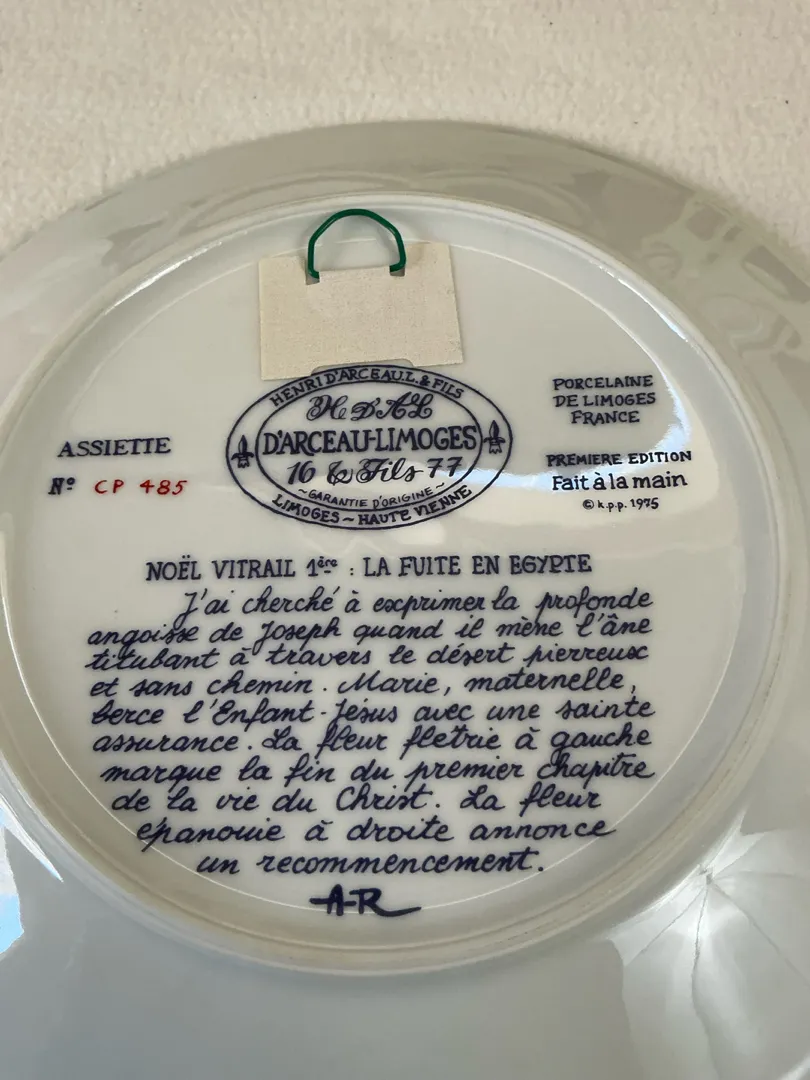 HENRI D'ARCEAU.L. & FILS
H D'A&L
D'ARCEAU-LIMOGES
16 & Fils 77
~GARANTIE D'ORIGINE~
LIMOGES ~ HAUTE VIENNE
ASSIETTE
Nº CP 485
PORCELAINE
DE LIMOGES
FRANCE
PREMIERE EDITION
Fait à la main
© k.p.p. 1975
NOËL VITRAIL 1ère : LA FUITE EN EGYPTE
J'ai cherché à exprimer la profonde
angoisse de Joseph quand il mène l'âne
titubant à travers le désert pierreux
et sans chemin. Marie, maternelle,
berce l'Enfant-Jésus avec une sainte
assurance. La fleur flétrie à gauche
marque la fin du premier chapitre
de la vie du Christ. La fleur
épanouie à droite annonce
un recommencement.
A-R